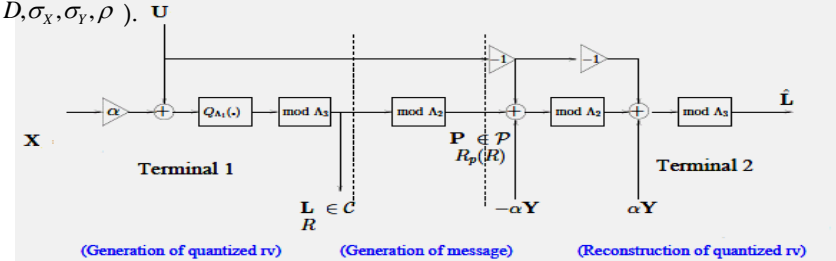 D,σ_X,σ_Y,ρ ).
U
-1
-1
X
α
+
Q_Λ₁(.)
mod Λ₃
mod Λ₂
+
mod Λ₂
+
mod Λ₃
L̂
P ∈ 𝒫
R_p(R)
Terminal 1
Terminal 2
L ∈ 𝒞
R
-αY
αY
(Generation of quantized rv)
(Generation of message)
(Reconstruction of quantized rv)